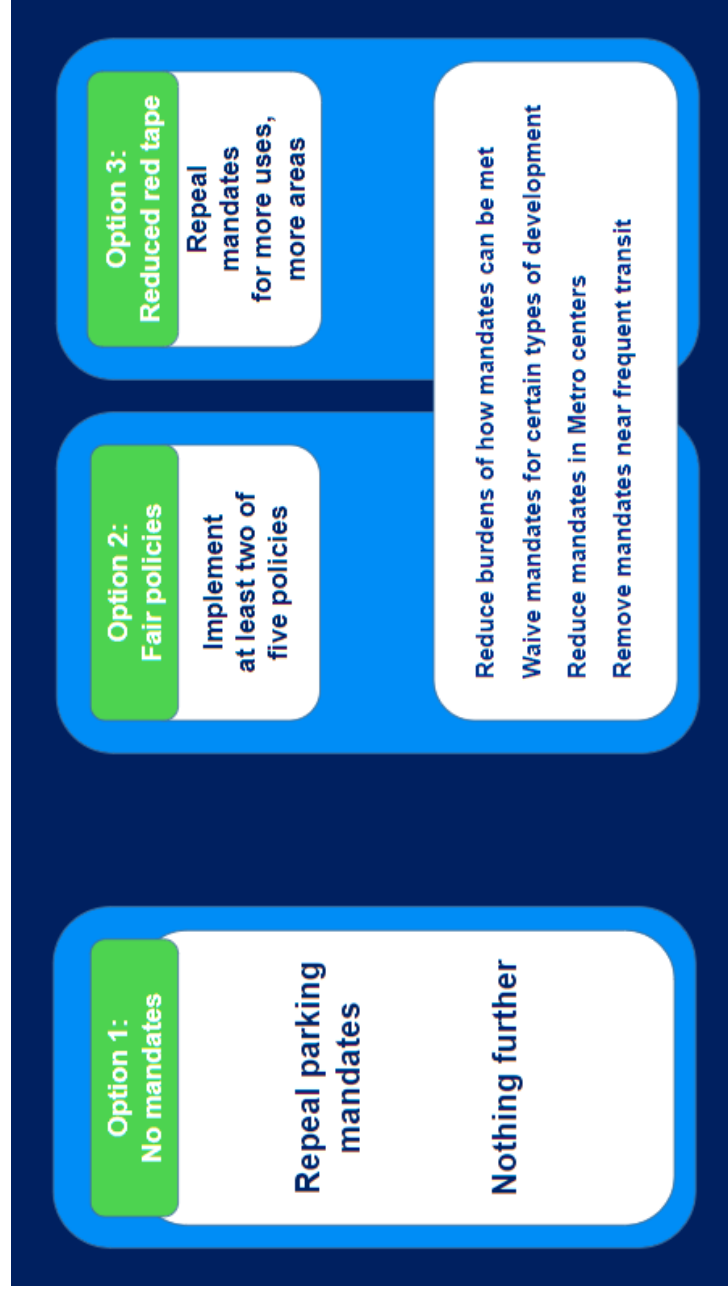 Option 1:
No mandates
Repeal parking
mandates
Nothing further
Option 2:
Fair policies
Implement
at least two of
five policies
Option 3:
Reduced red tape
Repeal
mandates
for more uses,
more areas
Reduce burdens of how mandates can be met
Waive mandates for certain types of development
Reduce mandates in Metro centers
Remove mandates near frequent transit